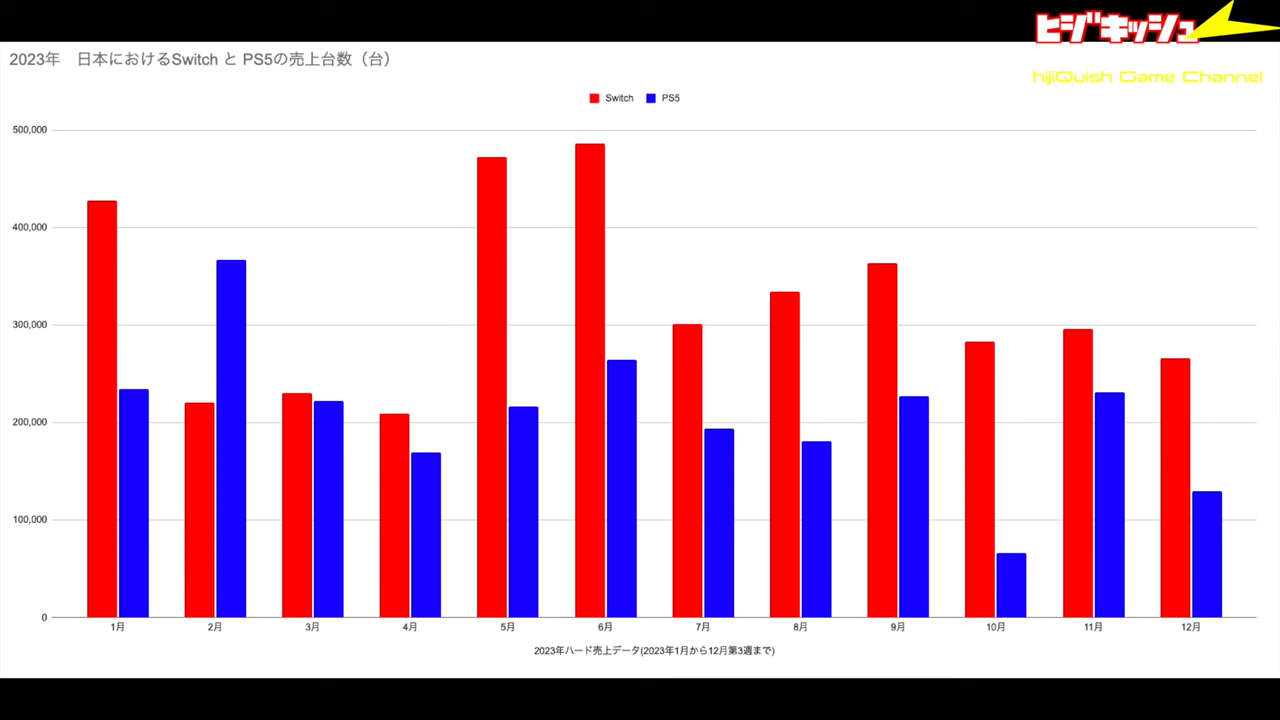 ヒジキッシュ
hijiQuish Game Channel
2023年　日本におけるSwitch と PS5の売上台数（台）
Switch PS5
500,000
400,000
300,000
200,000
100,000
0
1月 2月 3月 4月 5月 6月 7月 8月 9月 10月 11月 12月
2023年ハード売上データ(2023年1月から12月第3週まで)